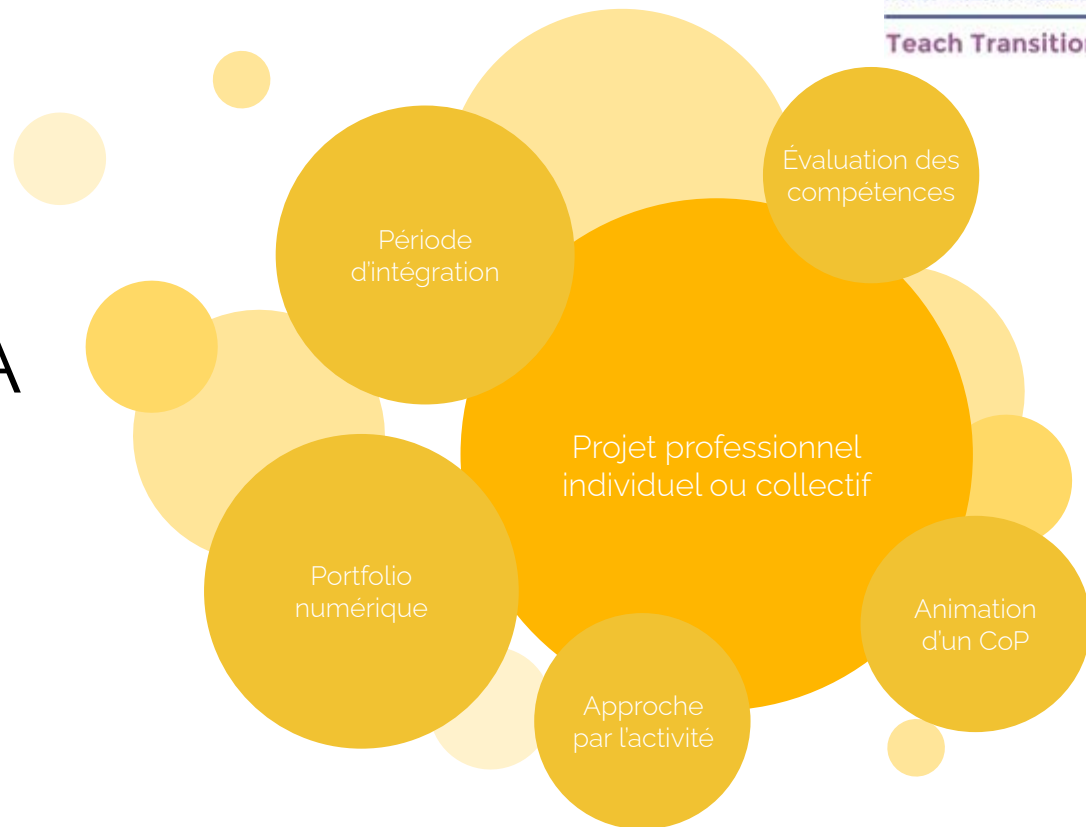 Teach Transition
Évaluation des
compétences
Période
d'intégration
A
Projet professionnel
individuel ou collectif
Portfolio
numérique
Animation
d'un CoP
Approche
par l'activité